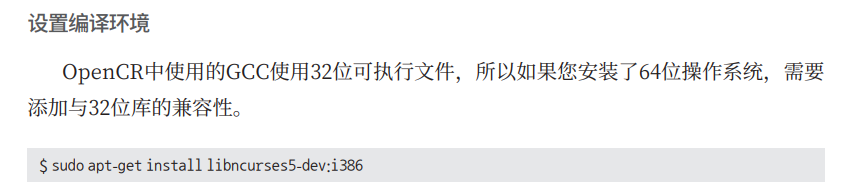 设置编译环境
OpenCR中使用的GCC使用32位可执行文件，所以如果您安装了64位操作系统，需要
添加与32位库的兼容性。
$ sudo apt-get install libncurses5-dev:i386